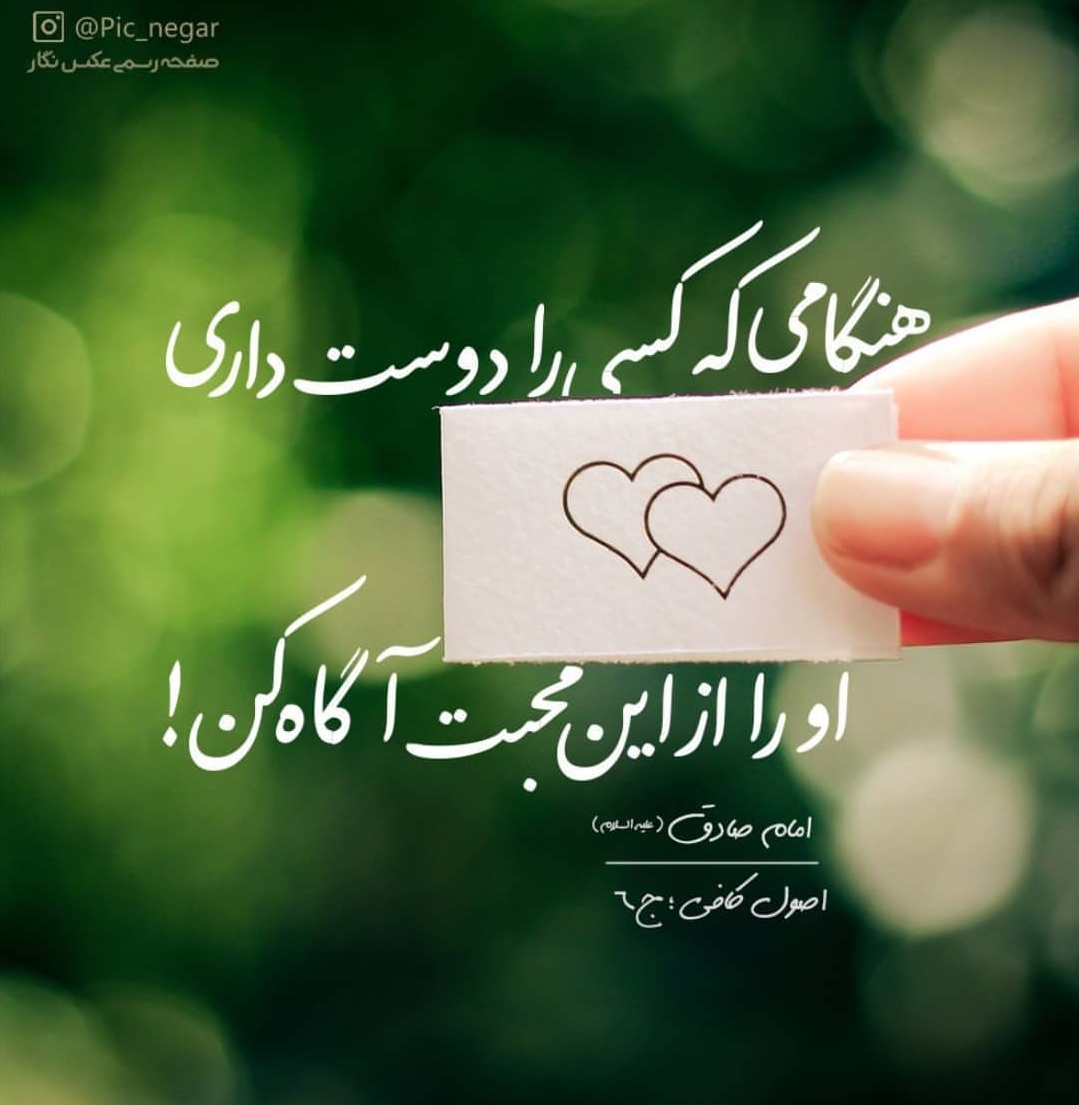 @Pic_negar
صفحه رسمی عکس نگار
هنگامی که کسی را دوست داری
او را از این محبت آگاه کن!
امام صادق (علیه السلام)
اصول کافی؛ ج٦